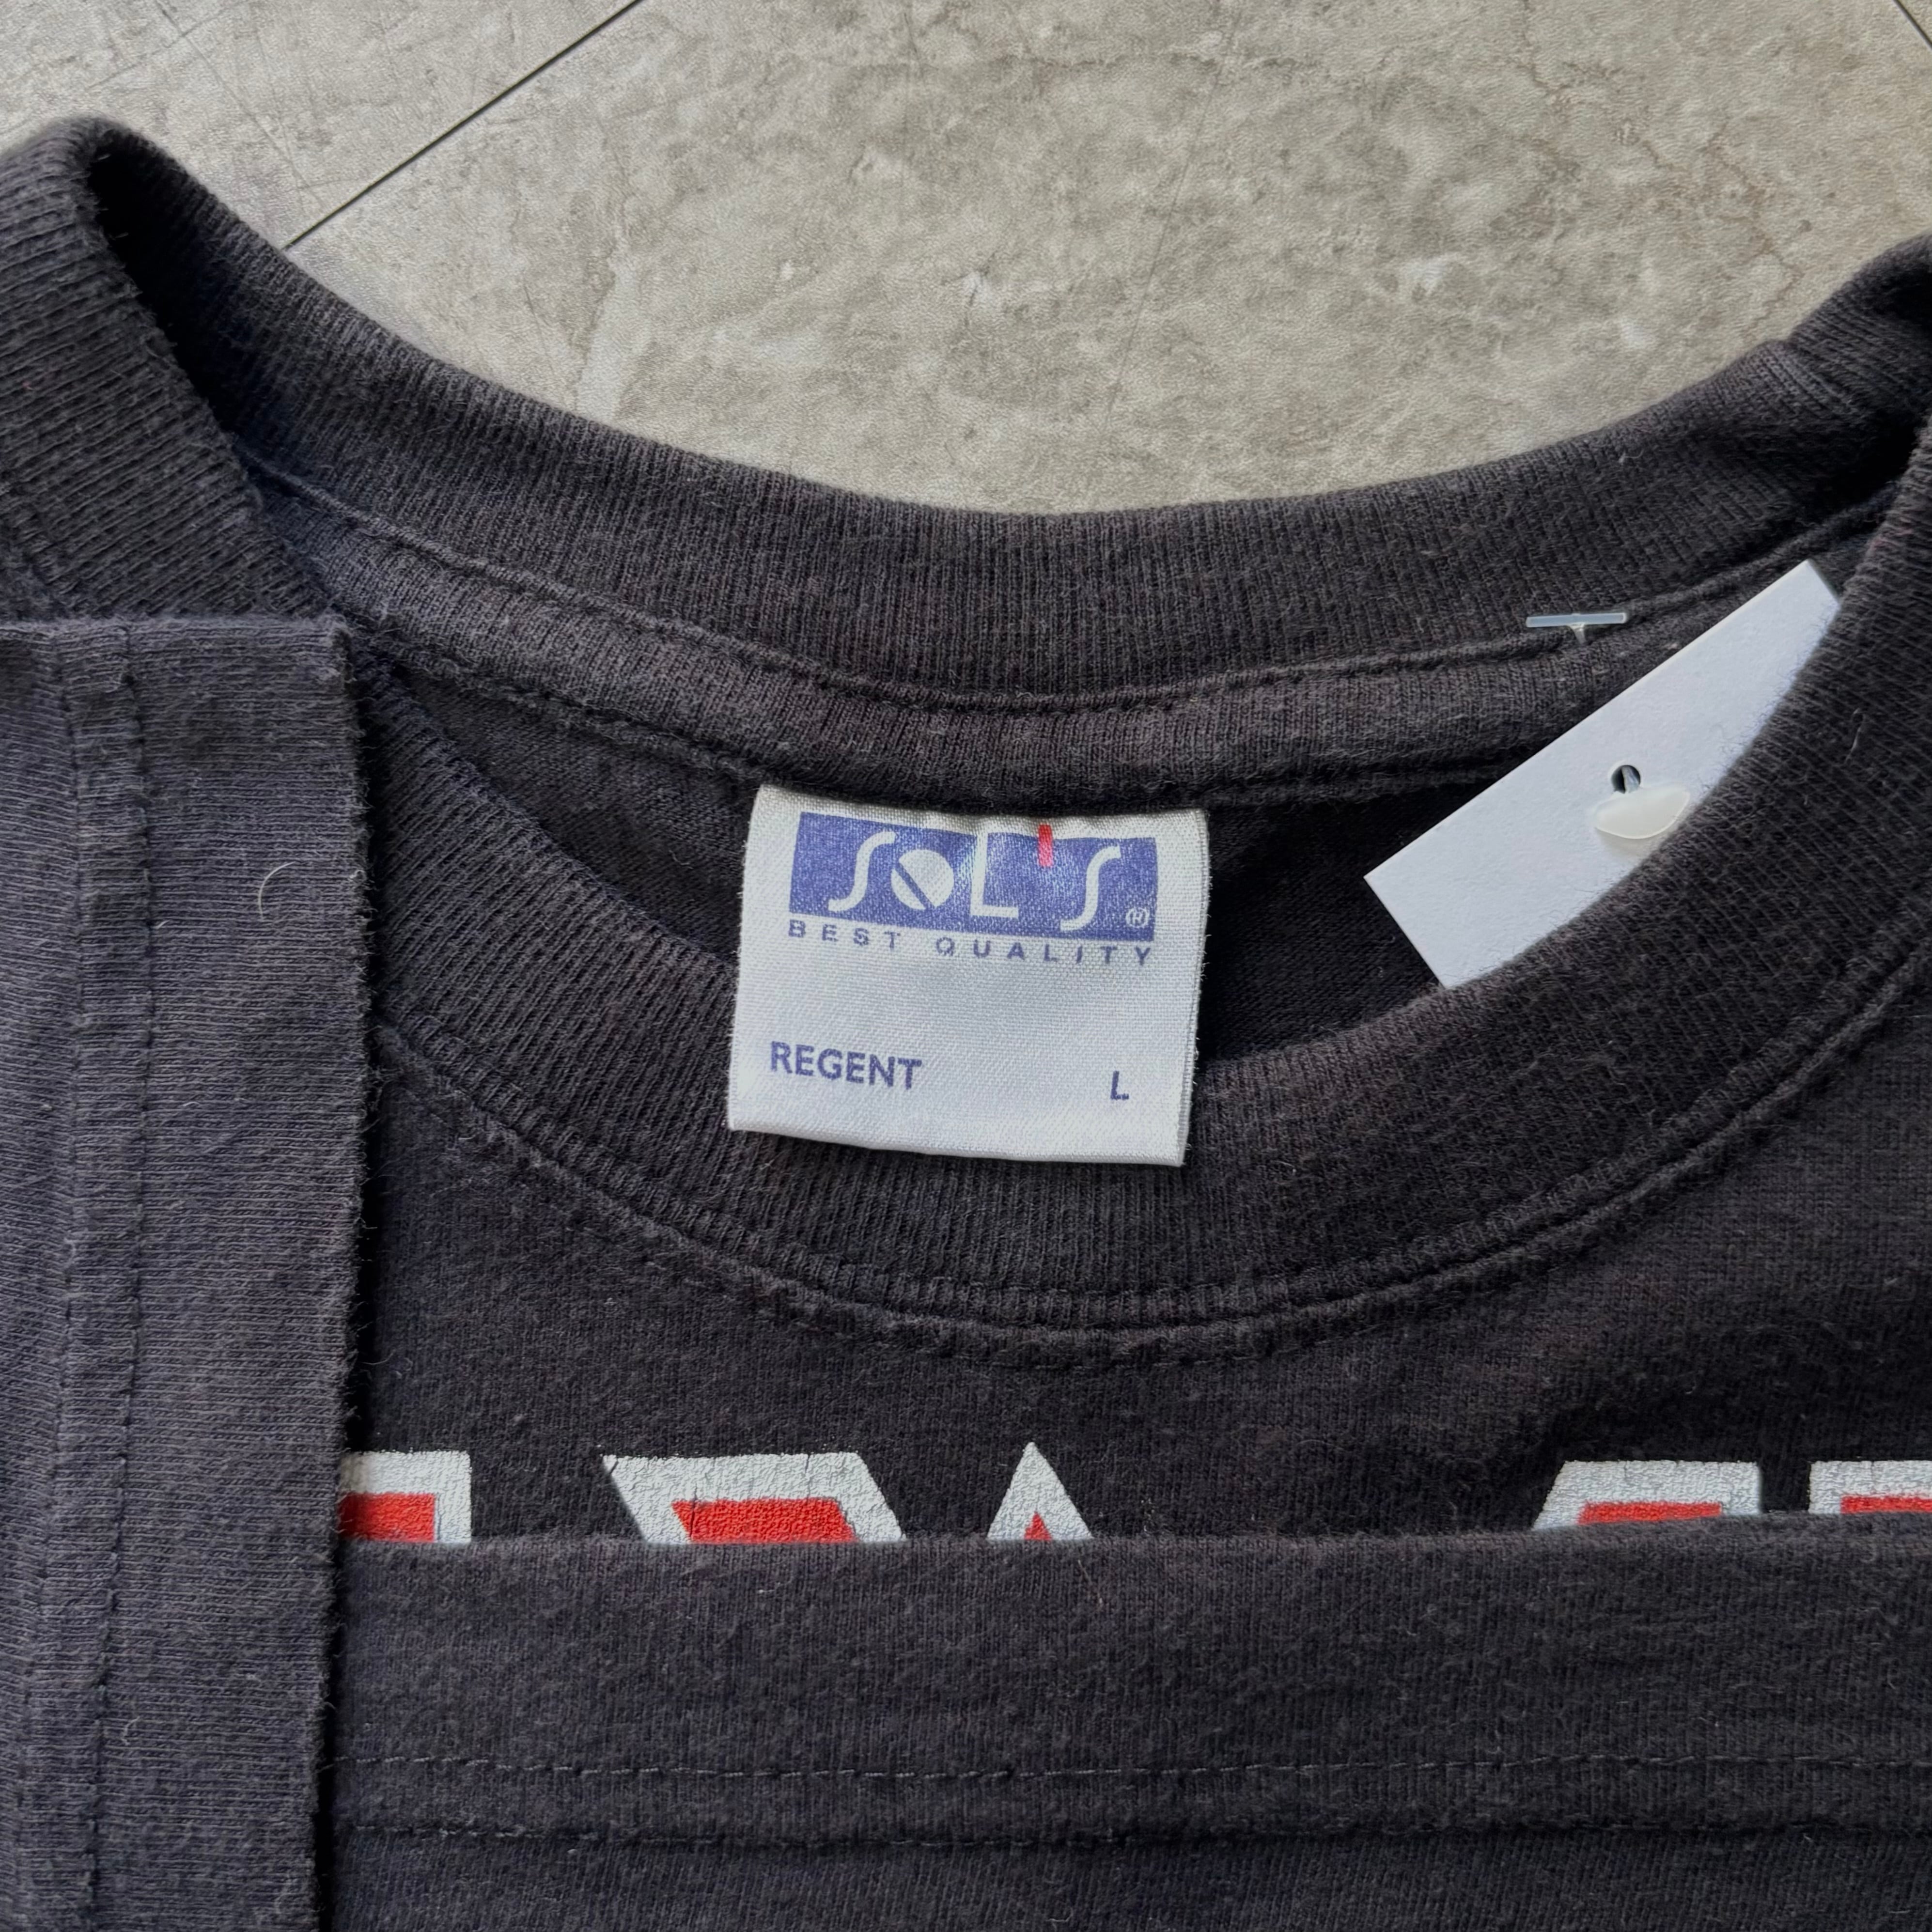 SOL'S ®
BEST QUALITY
REGENT L